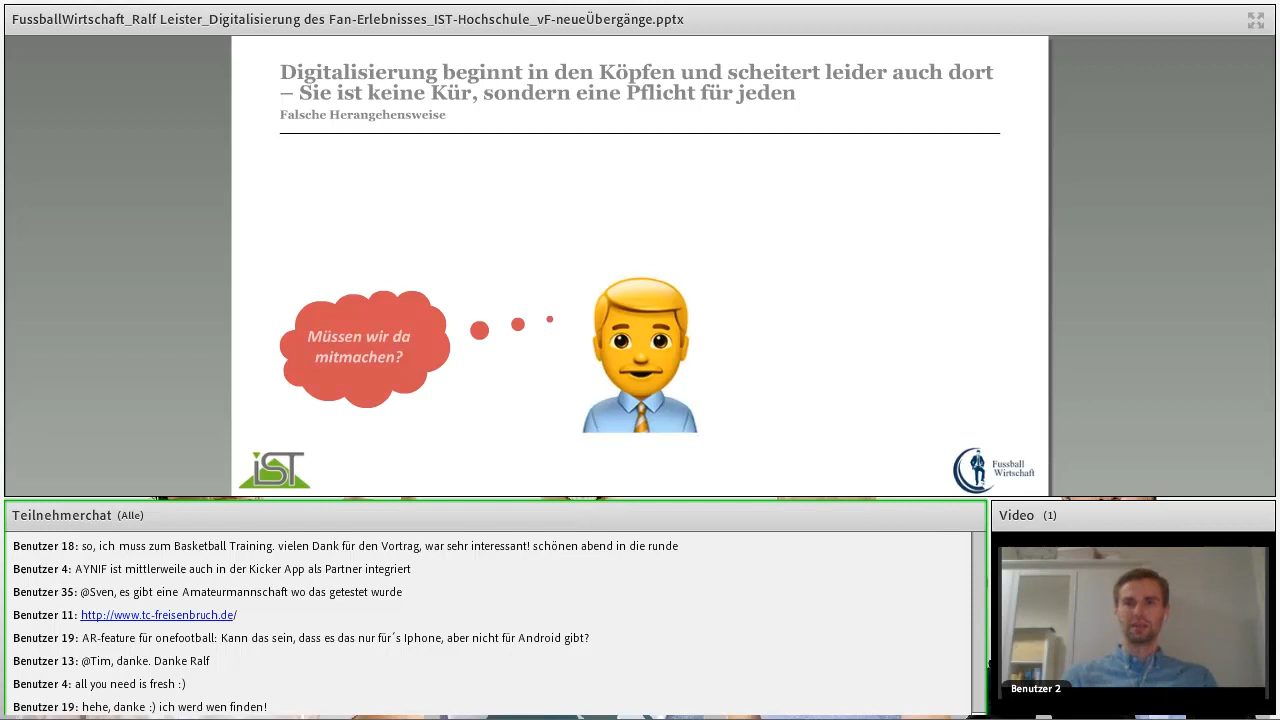 FussballWirtschaft_Ralf Leister_Digitalisierung des Fan-Erlebnisses_IST-Hochschule_vF-neueÜbergänge.pptx
Digitalisierung beginnt in den Köpfen und scheitert leider auch dort
– Sie ist keine Kür, sondern eine Pflicht für jeden
Falsche Herangehensweise
Müssen wir da
mitmachen?
iST
Fussball
Wirtschaft
Teilnehmerchat (Alle)
Benutzer 18: so, ich muss zum Basketball Training. vielen Dank für den Vortrag, war sehr interessant! schönen abend in die runde
Benutzer 4: AYNIF ist mittlerweile auch in der Kicker App als Partner integriert
Benutzer 35: @Sven, es gibt eine Amateurmannschaft wo das getestet wurde
Benutzer 11: http://www.tc-freisenbruch.de/
Benutzer 19: AR-feature für onefootball: Kann das sein, dass es das nur für´s Iphone, aber nicht für Android gibt?
Benutzer 13: @Tim, danke. Danke Ralf
Benutzer 4: all you need is fresh :)
Benutzer 19: hehe, danke :) ich werd wen finden!
Video (1)
Benutzer 2